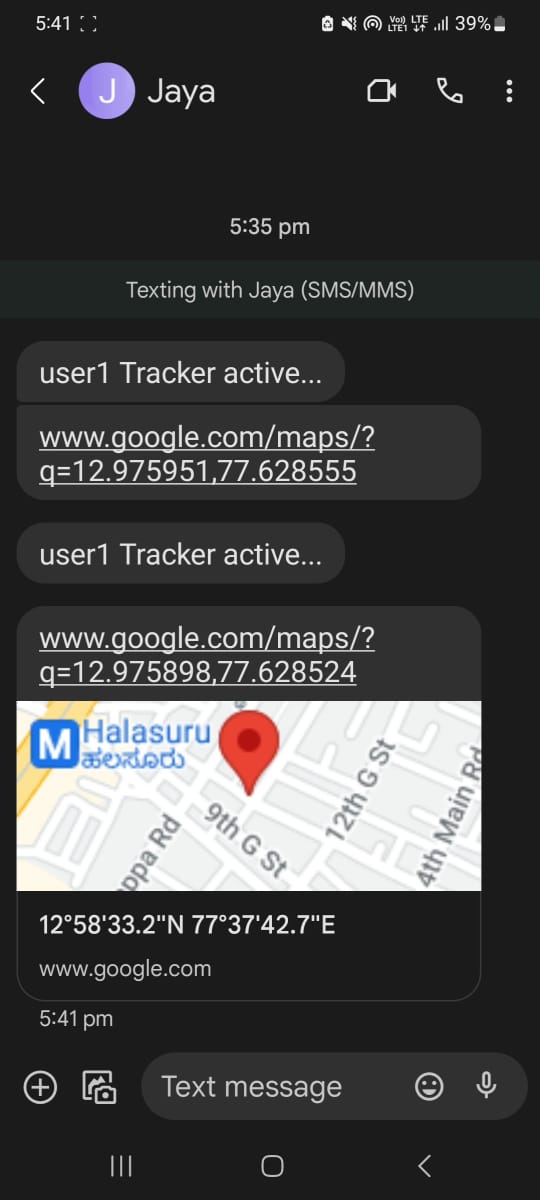 5:41
Vo)) LTE
LTE1
39%
J
Jaya
5:35 pm
Texting with Jaya (SMS/MMS)
user1 Tracker active...
www.google.com/maps/?
q=12.975951,77.628555
user1 Tracker active...
www.google.com/maps/?
q=12.975898,77.628524
M
Halasuru
ಹಲಸೂರು
9th G St
12th G St
4th Main Rd
ppa Rd
12°58'33.2"N 77°37'42.7"E
www.google.com
5:41 pm
Text message